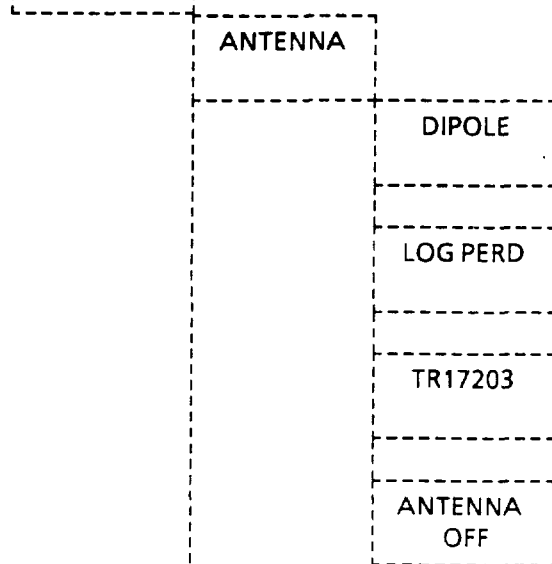 ANTENNA
DIPOLE
LOG PERD
TR17203
ANTENNA
OFF